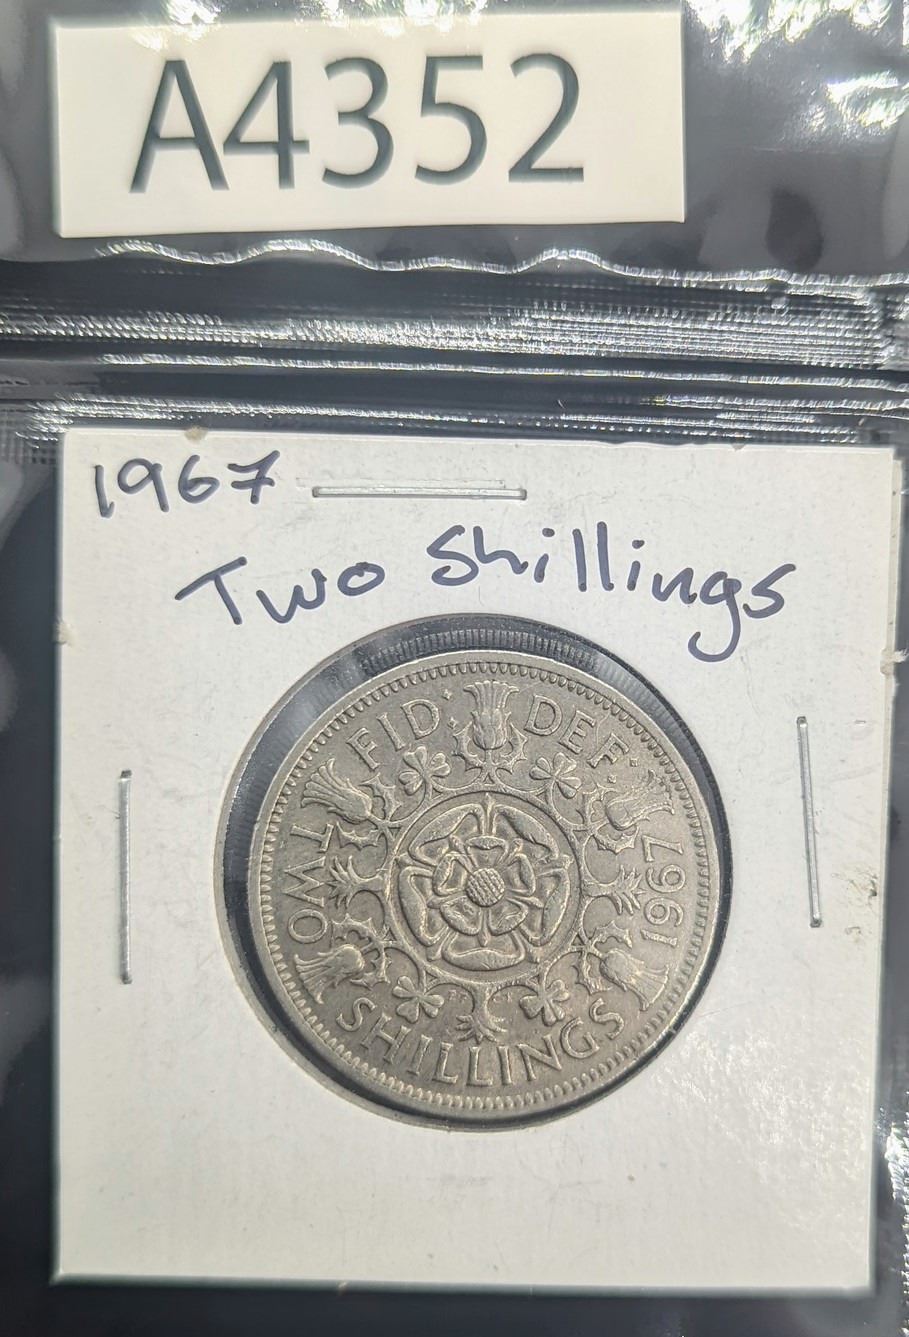 A4352
1967
Two Shillings
FID · DEF ·
1967
TWO
SHILLINGS